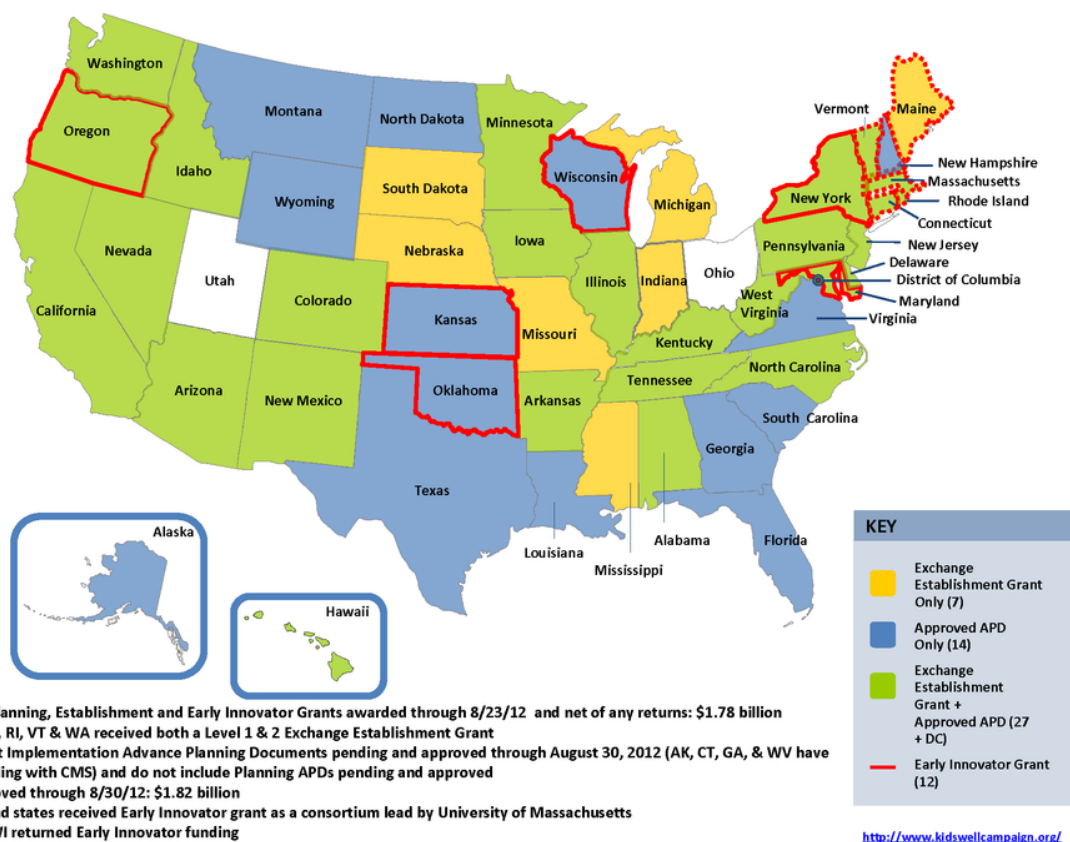 Washington
Oregon
Idaho
Montana
North Dakota
Minnesota
Wyoming
South Dakota
Wisconsin
Michigan
Vermont
Maine
New Hampshire
Massachusetts
Rhode Island
Connecticut
New York
Pennsylvania
New Jersey
Delaware
District of Columbia
Maryland
Virginia
West
Virginia
Nevada
Utah
California
Colorado
Nebraska
Iowa
Illinois
Indiana
Ohio
Kansas
Missouri
Kentucky
Arizona
New Mexico
Oklahoma
Arkansas
Tennessee
North Carolina
South Carolina
Georgia
Texas
Louisiana
Mississippi
Alabama
Florida
Alaska
Hawaii
KEY
Exchange
Establishment Grant
Only (7)
Approved APD
Only (14)
Exchange
Establishment
Grant +
Approved APD (27
+ DC)
Early Innovator Grant
(12)
Planning, Establishment and Early Innovator Grants awarded through 8/23/12 and net of any returns: $1.78 billion
, RI, VT & WA received both a Level 1 & 2 Exchange Establishment Grant
t Implementation Advance Planning Documents pending and approved through August 30, 2012 (AK, CT, GA, & WV have
ling with CMS) and do not include Planning APDs pending and approved
oved through 8/30/12: $1.82 billion
d states received Early Innovator grant as a consortium lead by University of Massachusetts
WI returned Early Innovator funding
http://www.kidswellcampaign.org/